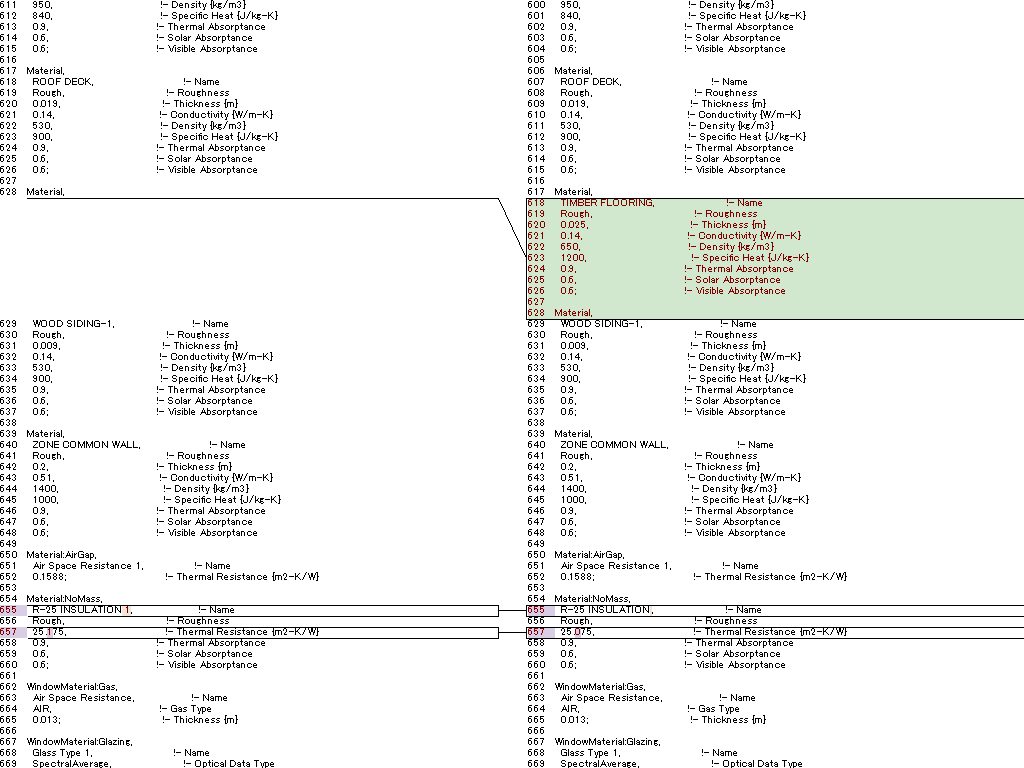 611 950, !- Density {kg/m3}
612 840, !- Specific Heat {J/kg-K}
613 0.9, !- Thermal Absorptance
614 0.6, !- Solar Absorptance
615 0.6; !- Visible Absorptance
616
617 Material,
618 ROOF DECK, !- Name
619 Rough, !- Roughness
620 0.019, !- Thickness {m}
621 0.14, !- Conductivity {W/m-K}
622 530, !- Density {kg/m3}
623 900, !- Specific Heat {J/kg-K}
624 0.9, !- Thermal Absorptance
625 0.6, !- Solar Absorptance
626 0.6; !- Visible Absorptance
627
628 Material,
629 WOOD SIDING-1, !- Name
630 Rough, !- Roughness
631 0.009, !- Thickness {m}
632 0.14, !- Conductivity {W/m-K}
633 530, !- Density {kg/m3}
634 900, !- Specific Heat {J/kg-K}
635 0.9, !- Thermal Absorptance
636 0.6, !- Solar Absorptance
637 0.6; !- Visible Absorptance
638
639 Material,
640 ZONE COMMON WALL, !- Name
641 Rough, !- Roughness
642 0.2, !- Thickness {m}
643 0.51, !- Conductivity {W/m-K}
644 1400, !- Density {kg/m3}
645 1000, !- Specific Heat {J/kg-K}
646 0.9, !- Thermal Absorptance
647 0.6, !- Solar Absorptance
648 0.6; !- Visible Absorptance
649
650 Material:AirGap,
651 Air Space Resistance 1, !- Name
652 0.1588; !- Thermal Resistance {m2-K/W}
653
654 Material:NoMass,
655 R-25 INSULATION 1, !- Name
656 Rough, !- Roughness
657 25.175, !- Thermal Resistance {m2-K/W}
658 0.9, !- Thermal Absorptance
659 0.6, !- Solar Absorptance
660 0.6; !- Visible Absorptance
661
662 WindowMaterial:Gas,
663 Air Space Resistance, !- Name
664 AIR, !- Gas Type
665 0.013; !- Thickness {m}
666
667 WindowMaterial:Glazing,
668 Glass Type 1, !- Name
669 SpectralAverage, !- Optical Data Type
600 950, !- Density {kg/m3}
601 840, !- Specific Heat {J/kg-K}
602 0.9, !- Thermal Absorptance
603 0.6, !- Solar Absorptance
604 0.6; !- Visible Absorptance
605
606 Material,
607 ROOF DECK, !- Name
608 Rough, !- Roughness
609 0.019, !- Thickness {m}
610 0.14, !- Conductivity {W/m-K}
611 530, !- Density {kg/m3}
612 900, !- Specific Heat {J/kg-K}
613 0.9, !- Thermal Absorptance
614 0.6, !- Solar Absorptance
615 0.6; !- Visible Absorptance
616
617 Material,
618 TIMBER FLOORING, !- Name
619 Rough, !- Roughness
620 0.025, !- Thickness {m}
621 0.14, !- Conductivity {W/m-K}
622 650, !- Density {kg/m3}
623 1200, !- Specific Heat {J/kg-K}
624 0.9, !- Thermal Absorptance
625 0.6, !- Solar Absorptance
626 0.6; !- Visible Absorptance
627
628 Material,
629 WOOD SIDING-1, !- Name
630 Rough, !- Roughness
631 0.009, !- Thickness {m}
632 0.14, !- Conductivity {W/m-K}
633 530, !- Density {kg/m3}
634 900, !- Specific Heat {J/kg-K}
635 0.9, !- Thermal Absorptance
636 0.6, !- Solar Absorptance
637 0.6; !- Visible Absorptance
638
639 Material,
640 ZONE COMMON WALL, !- Name
641 Rough, !- Roughness
642 0.2, !- Thickness {m}
643 0.51, !- Conductivity {W/m-K}
644 1400, !- Density {kg/m3}
645 1000, !- Specific Heat {J/kg-K}
646 0.9, !- Thermal Absorptance
647 0.6, !- Solar Absorptance
648 0.6; !- Visible Absorptance
649
650 Material:AirGap,
651 Air Space Resistance 1, !- Name
652 0.1588; !- Thermal Resistance {m2-K/W}
653
654 Material:NoMass,
655 R-25 INSULATION, !- Name
656 Rough, !- Roughness
657 25.075, !- Thermal Resistance {m2-K/W}
658 0.9, !- Thermal Absorptance
659 0.6, !- Solar Absorptance
660 0.6; !- Visible Absorptance
661
662 WindowMaterial:Gas,
663 Air Space Resistance, !- Name
664 AIR, !- Gas Type
665 0.013; !- Thickness {m}
666
667 WindowMaterial:Glazing,
668 Glass Type 1, !- Name
669 SpectralAverage, !- Optical Data Type